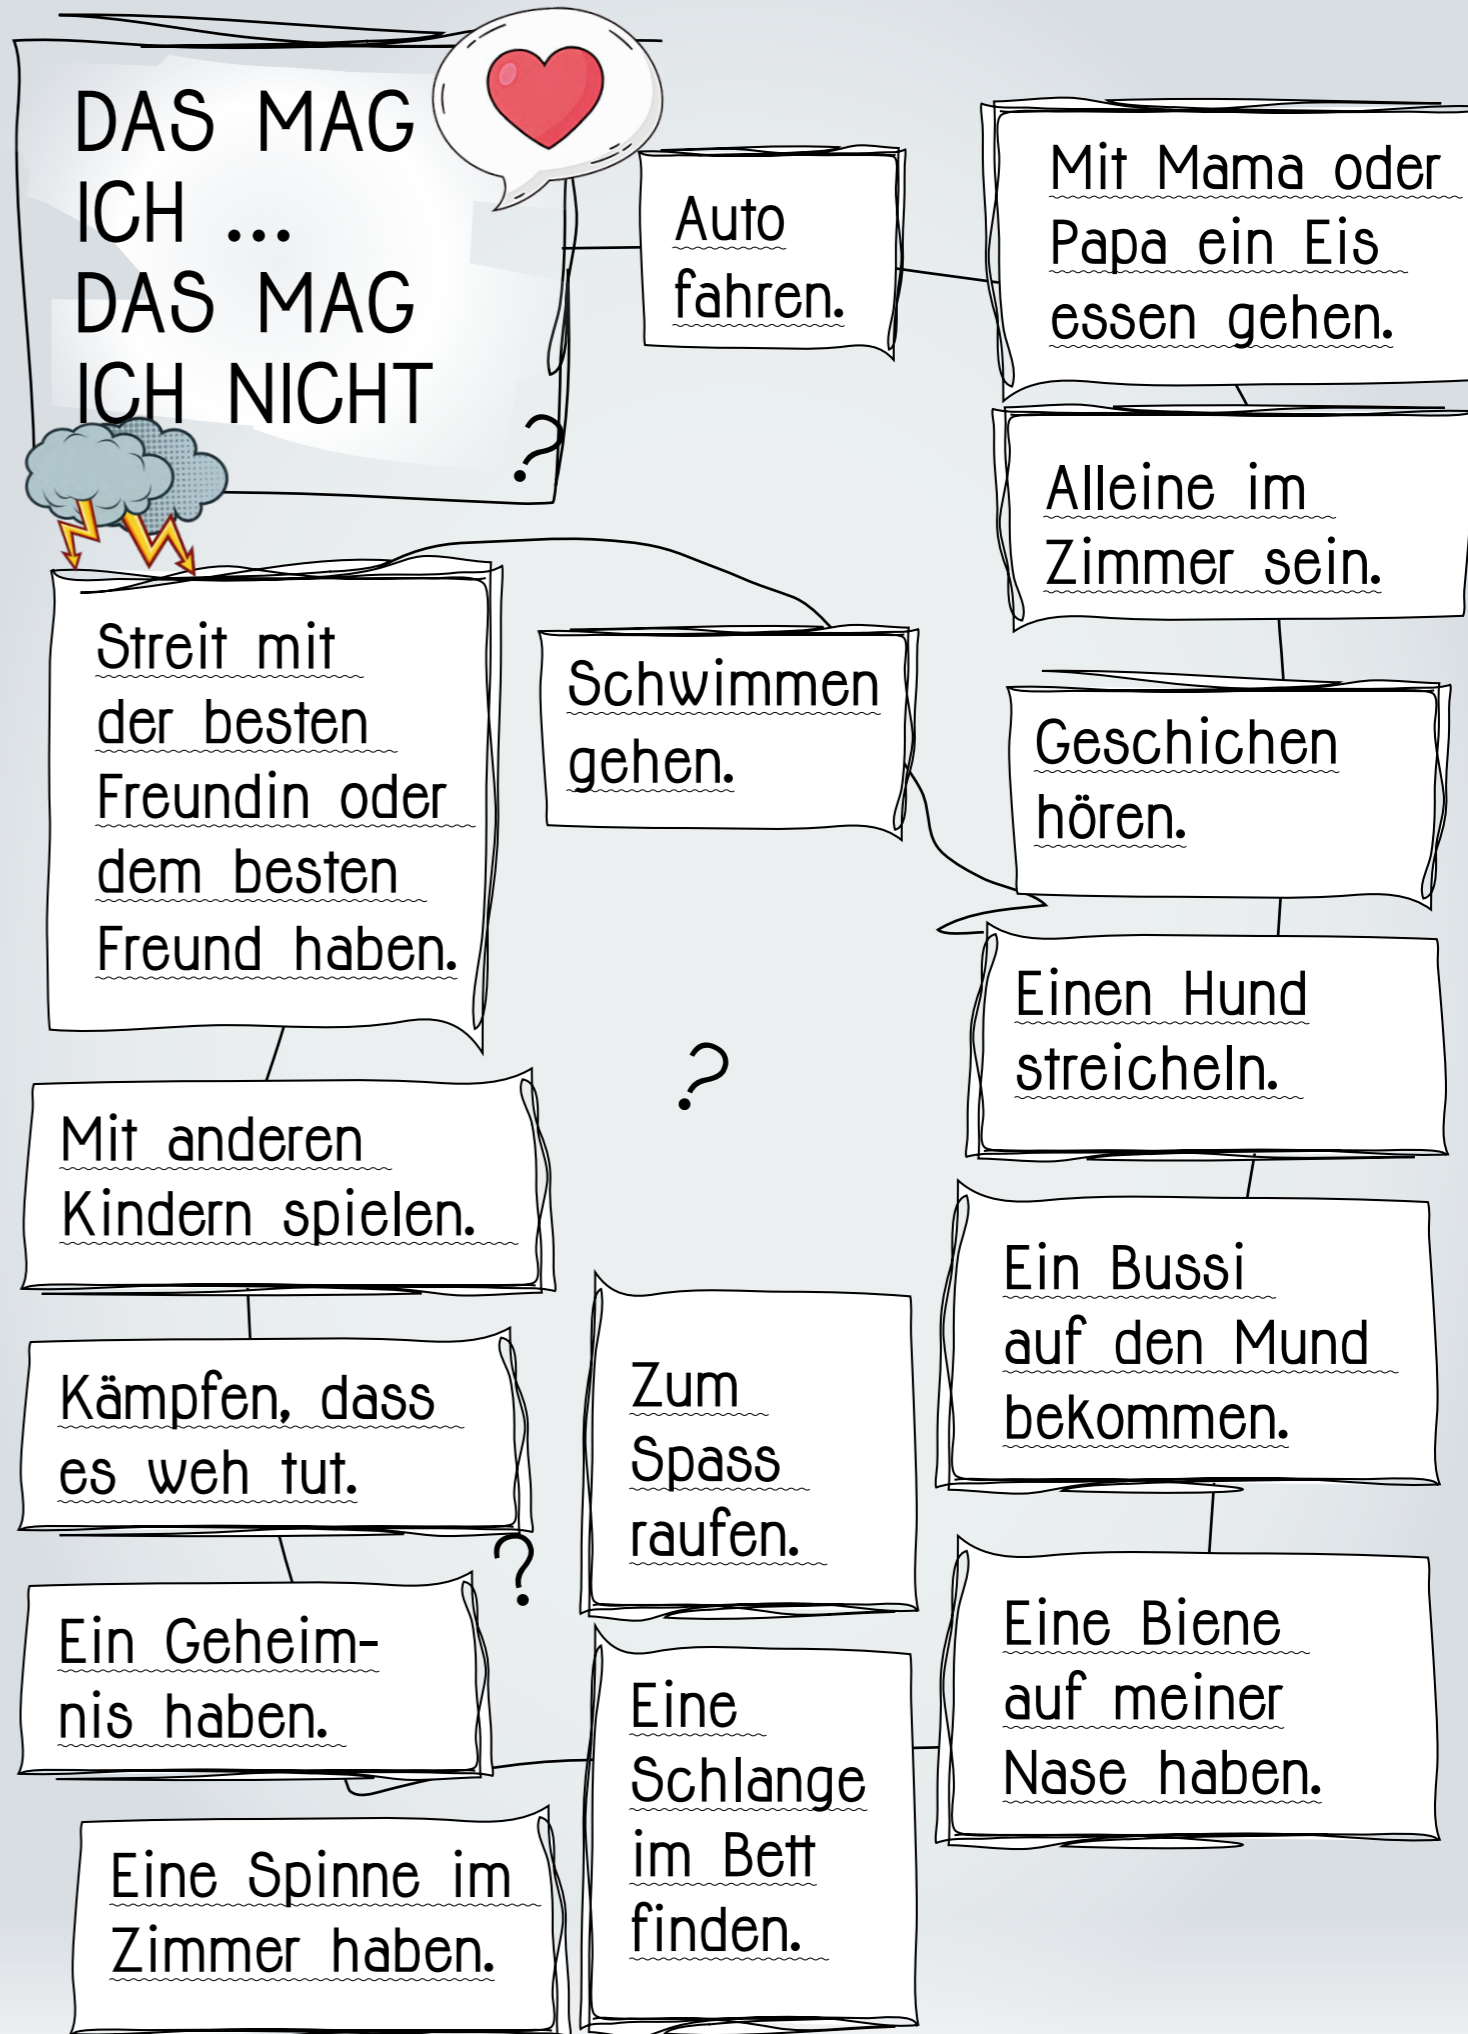 DAS MAG
ICH ...
DAS MAG
ICH NICHT
?
Auto
fahren.
Mit Mama oder
Papa ein Eis
essen gehen.
Alleine im
Zimmer sein.
Geschichen
hören.
Einen Hund
streicheln.
Ein Bussi
auf den Mund
bekommen.
Eine Biene
auf meiner
Nase haben.
Eine
Schlange
im Bett
finden.
Zum
Spass
raufen.
Schwimmen
gehen.
?
Streit mit
der besten
Freundin oder
dem besten
Freund haben.
Mit anderen
Kindern spielen.
Kämpfen, dass
es weh tut.
?
Ein Geheim-
nis haben.
Eine Spinne im
Zimmer haben.